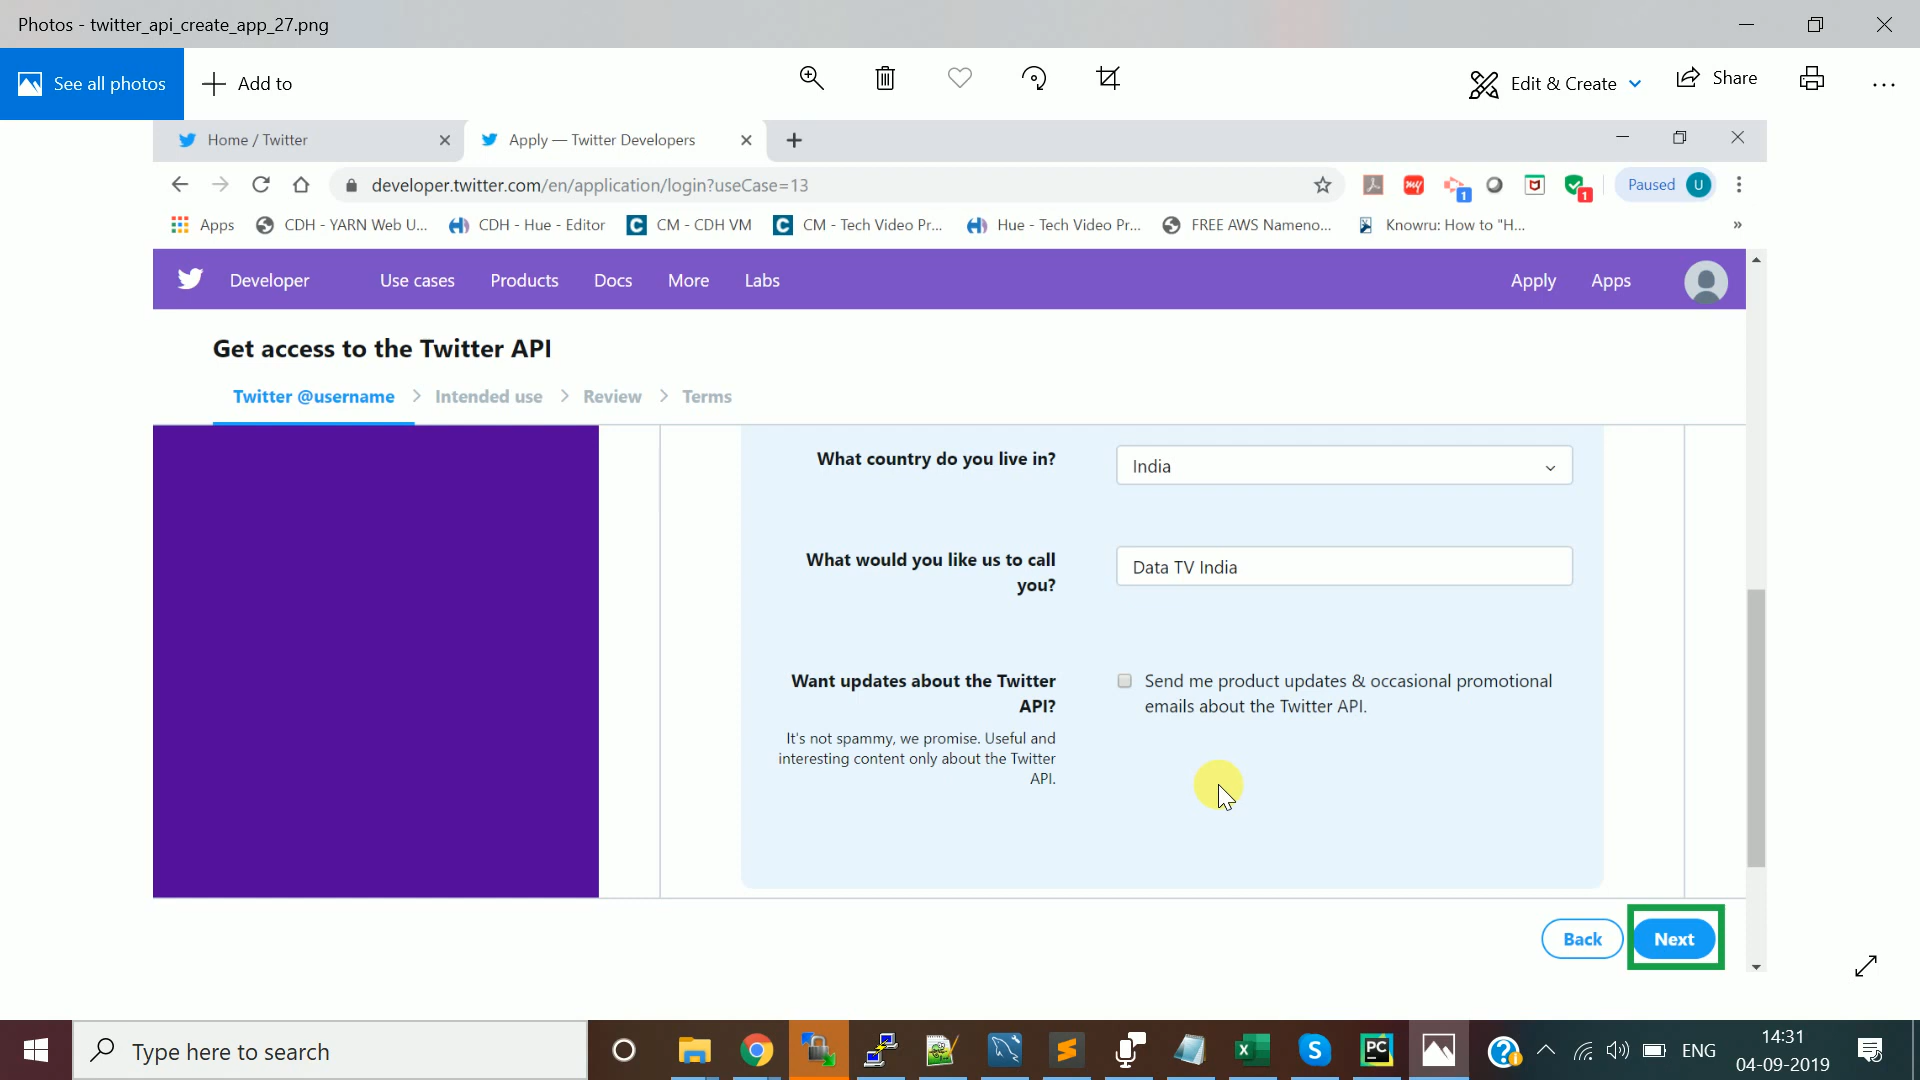 Photos - twitter_api_create_app_27.png
See all photos
Add to
Edit & Create
Share
Home / Twitter
Apply — Twitter Developers
developer.twitter.com/en/application/login?useCase=13
Paused
U
Apps
CDH - YARN Web U...
CDH - Hue - Editor
CM - CDH VM
CM - Tech Video Pr...
Hue - Tech Video Pr...
FREE AWS Nameno...
Knowru: How to "H...
»
Developer
Use cases
Products
Docs
More
Labs
Apply
Apps
Get access to the Twitter API
Twitter @username
Intended use
Review
Terms
What country do you live in?
India
What would you like us to call
you?
Data TV India
Want updates about the Twitter
API?
Send me product updates & occasional promotional
emails about the Twitter API.
It's not spammy, we promise. Useful and
interesting content only about the Twitter
API.
Back
Next
Type here to search
ENG
14:31
04-09-2019